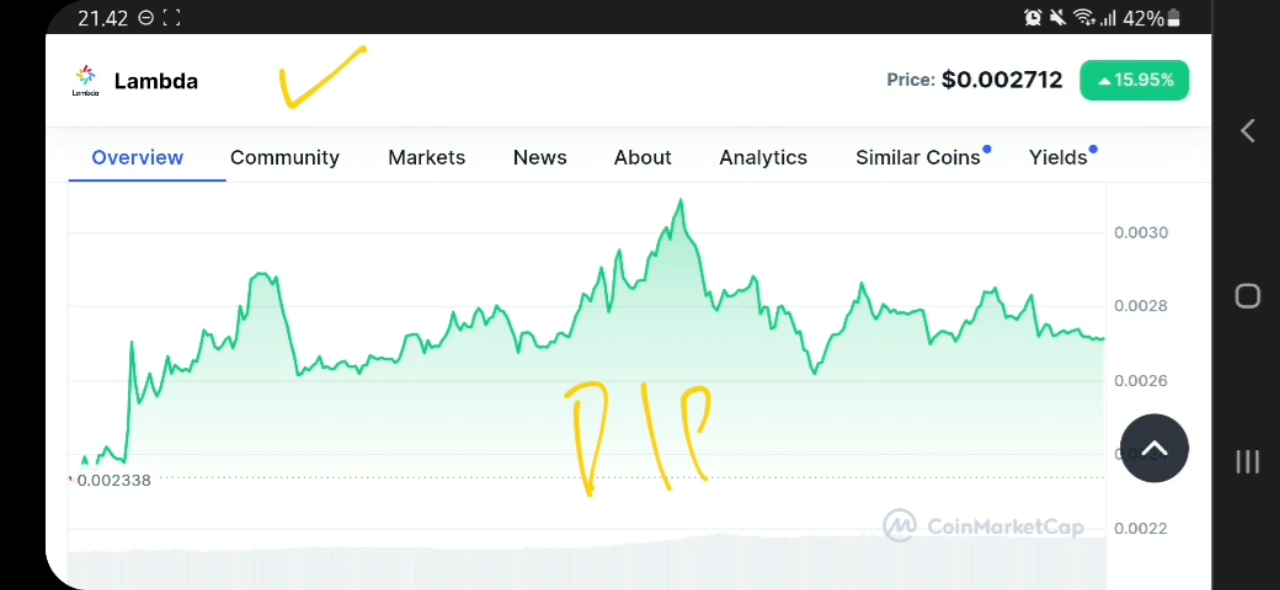 21.42
42%
Lambda
Lambda
Price: $0.002712
15.95%
Overview Community Markets News About Analytics Similar Coins Yields
0.0030
0.0028
0.0026
0.002338
DIP
CoinMarketCap
0.0022